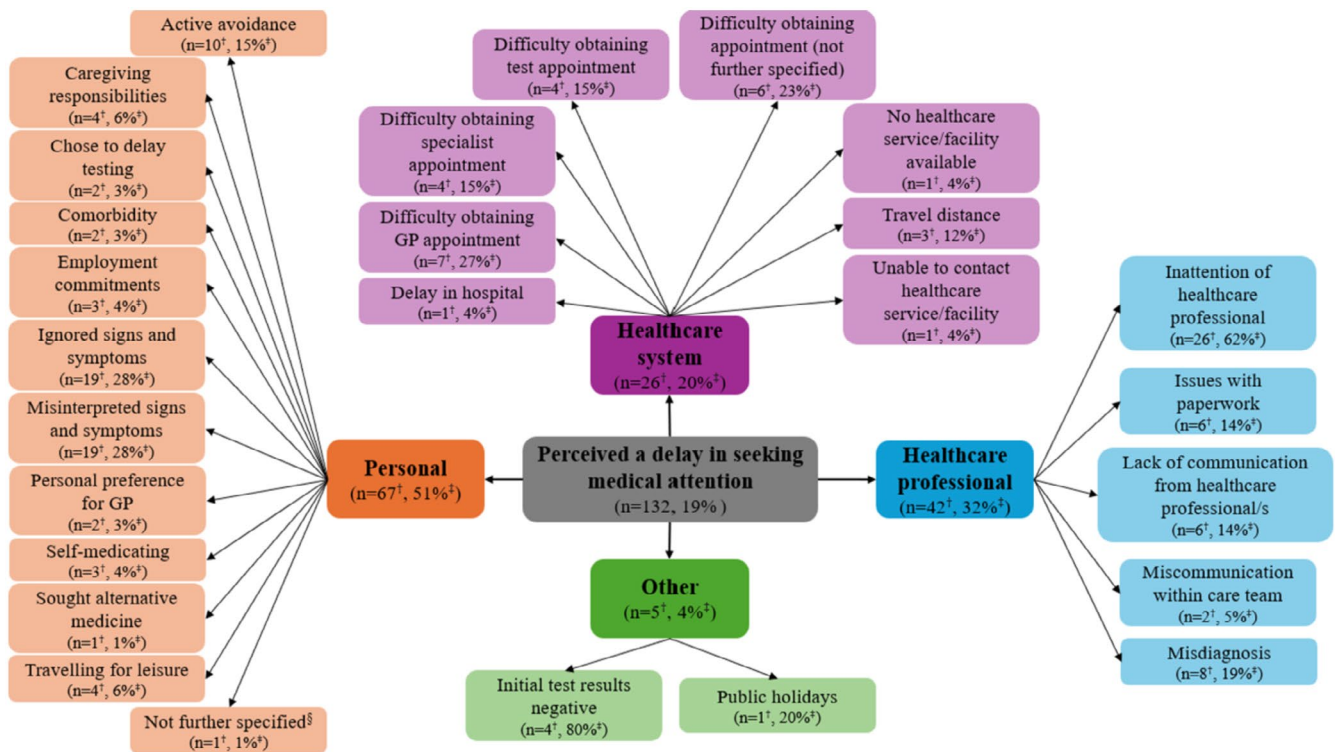 Active avoidance
(n=10†, 15%‡)
Caregiving
responsibilities
(n=4†, 6%‡)
Chose to delay
testing
(n=2†, 3%‡)
Comorbidity
(n=2†, 3%‡)
Employment
commitments
(n=3†, 4%‡)
Ignored signs and
symptoms
(n=19†, 28%‡)
Misinterpreted signs
and symptoms
(n=19†, 28%‡)
Personal preference
for GP
(n=2†, 3%‡)
Self-medicating
(n=3†, 4%‡)
Sought alternative
medicine
(n=1†, 1%‡)
Travelling for leisure
(n=4†, 6%‡)
Not further specified§
(n=1†, 1%‡)
Personal
(n=67†, 51%‡)
Difficulty obtaining
test appointment
(n=4†, 15%‡)
Difficulty obtaining
appointment (not
further specified)
(n=6†, 23%‡)
Difficulty obtaining
specialist
appointment
(n=4†, 15%‡)
No healthcare
service/facility
available
(n=1†, 4%‡)
Difficulty obtaining
GP appointment
(n=7†, 27%‡)
Travel distance
(n=3†, 12%‡)
Delay in hospital
(n=1†, 4%‡)
Unable to contact
healthcare
service/facility
(n=1†, 4%‡)
Healthcare
system
(n=26†, 20%‡)
Perceived a delay in seeking
medical attention
(n=132, 19%)
Other
(n=5†, 4%‡)
Initial test results
negative
(n=4†, 80%‡)
Public holidays
(n=1†, 20%‡)
Healthcare
professional
(n=42†, 32%‡)
Inattention of
healthcare
professional
(n=26†, 62%‡)
Issues with
paperwork
(n=6†, 14%‡)
Lack of communication
from healthcare
professional/s
(n=6†, 14%‡)
Miscommunication
within care team
(n=2†, 5%‡)
Misdiagnosis
(n=8†, 19%‡)